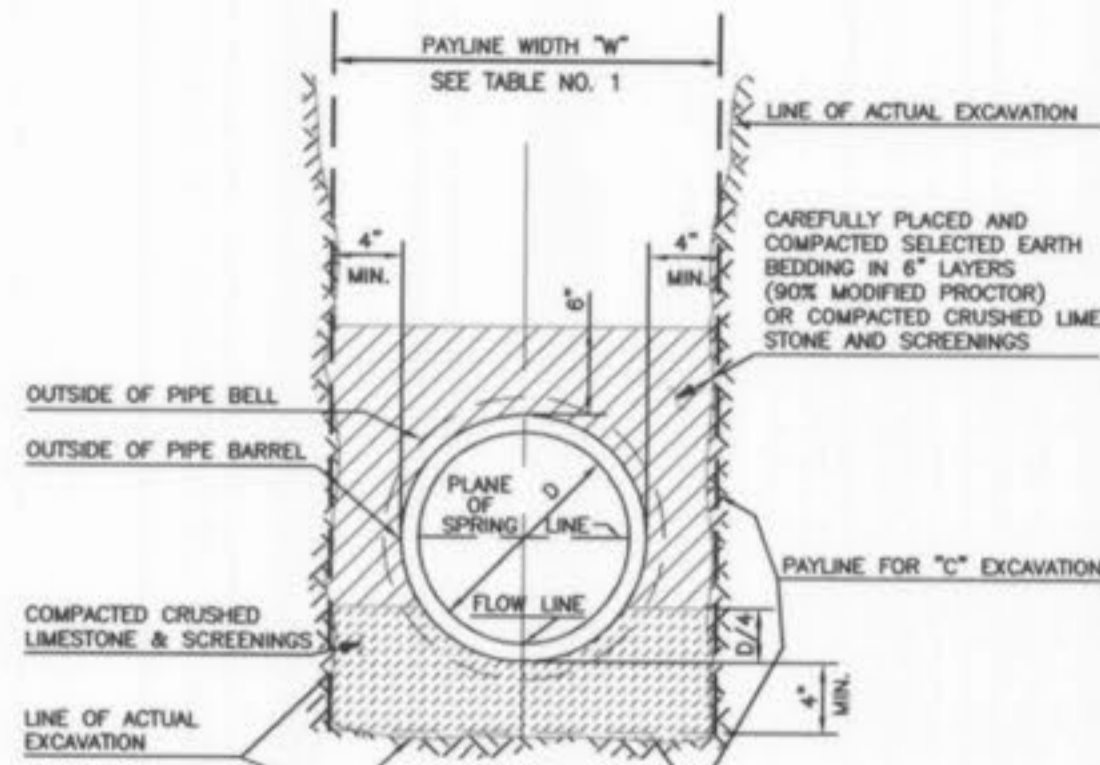 PAYLINE WIDTH "W"
SEE TABLE NO. 1
LINE OF ACTUAL EXCAVATION
CAREFULLY PLACED AND
COMPACTED SELECTED EARTH
BEDDING IN 6" LAYERS
(90% MODIFIED PROCTOR)
OR COMPACTED CRUSHED LIME
STONE AND SCREENINGS
4"
MIN.
4"
MIN.
6"
OUTSIDE OF PIPE BELL
OUTSIDE OF PIPE BARREL
PLANE
OF
SPRING LINE
D
FLOW LINE
PAYLINE FOR "C" EXCAVATION
COMPACTED CRUSHED
LIMESTONE & SCREENINGS
D/4
4"
MIN.
LINE OF ACTUAL
EXCAVATION